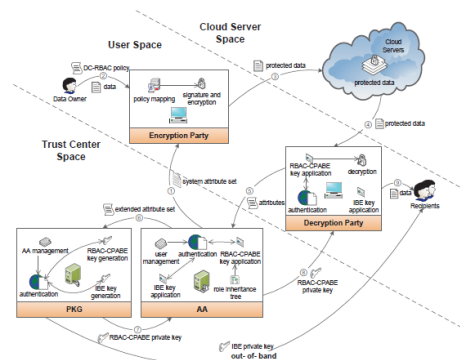 Cloud Server
Space
User Space
Cloud
Servers
DC-RBAC policy
②
data
Data Owner
policy mapping
signature and
encryption
Encryption Party
③
protected data
protected data
④
protected data
Trust Center
Space
①
system attribute set
RBAC-CPABE
key application
decryption
authentication
IBE key
application
Decryption Party
⑤
attributes
⑨
data
Recipients
extended attribute set
⑥
AA management
RBAC-CPABE
key generation
authentication
IBE key
generation
PKG
user
management
authentication
RBAC-CPABE
key application
IBE key
application
role inheritance
tree
AA
⑧
RBAC-CPABE
private key
⑦
RBAC-CPABE private key
IBE private key
out- of- band